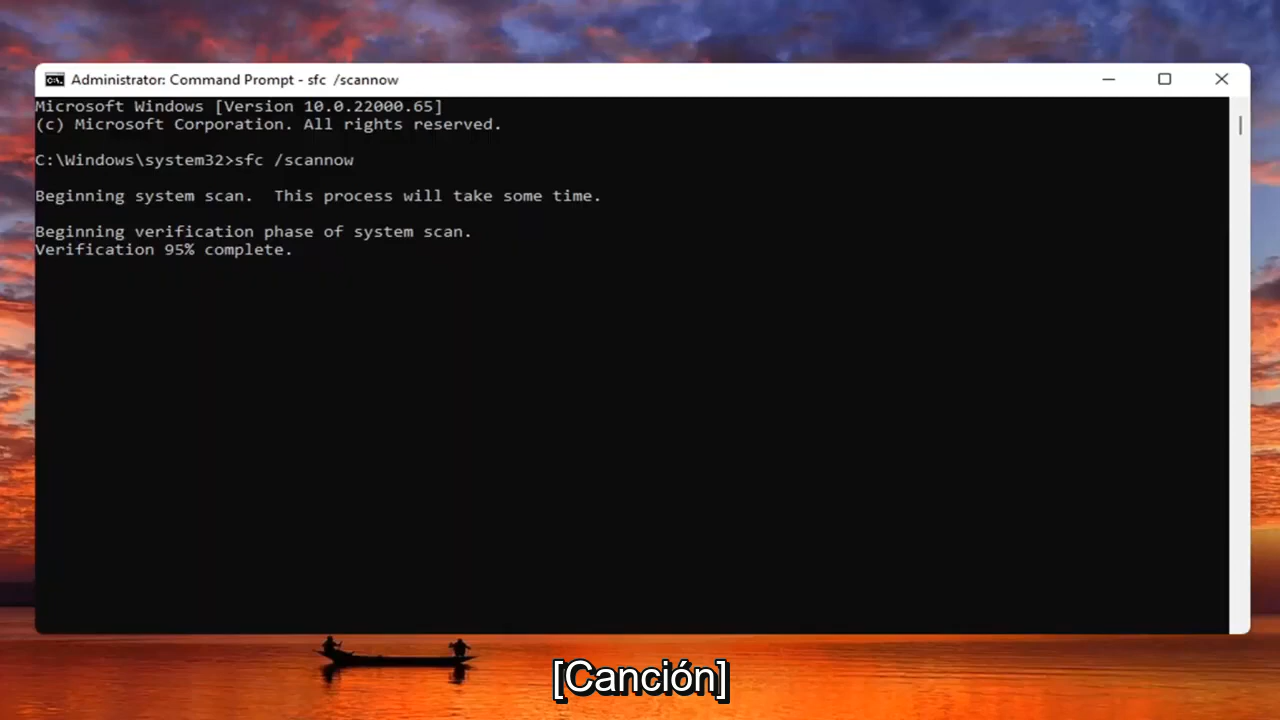 Administrator: Command Prompt - sfc  /scannow
Microsoft Windows [Version 10.0.22000.65]
(c) Microsoft Corporation. All rights reserved.
C:\Windows\system32>sfc /scannow
Beginning system scan.  This process will take some time.
Beginning verification phase of system scan.
Verification 95% complete.
[Canción]